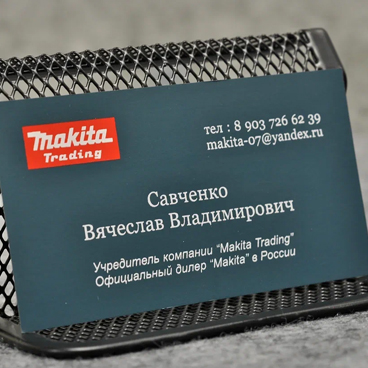 makita
Trading
тел : 8 903 726 62 39
makita-07@yandex.ru
Савченко
Вячеслав Владимирович
Учредитель компании "Makita Trading"
Официальный дилер "Makita" в России